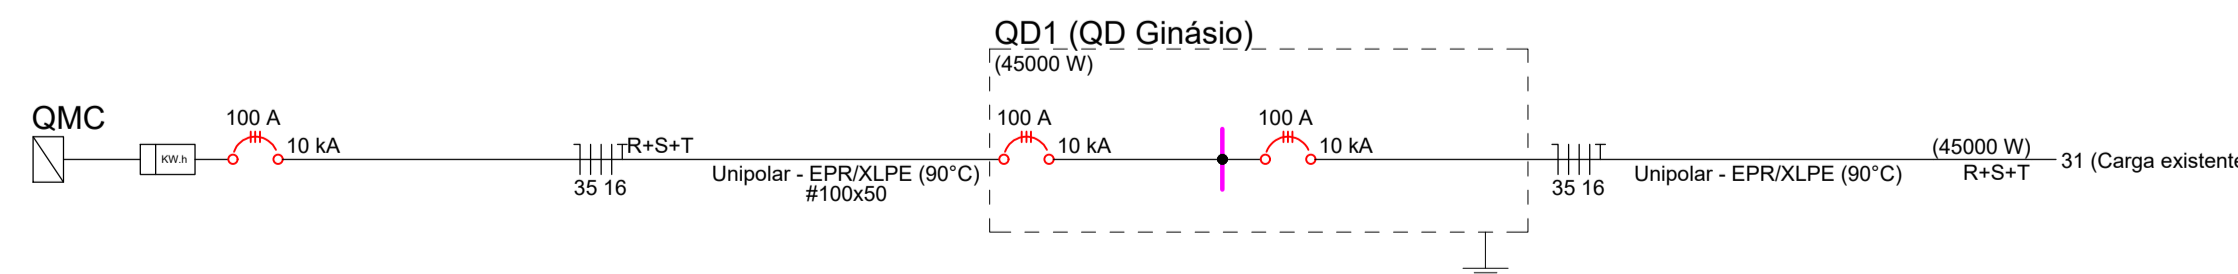 QMC
KW.h
100 A
10 kA
R+S+T
35 16
Unipolar - EPR/XLPE (90°C)
#100x50
QD1 (QD Ginásio)
(45000 W)
100 A
10 kA
100 A
10 kA
35 16
Unipolar - EPR/XLPE (90°C)
(45000 W)
R+S+T
31 (Carga existente